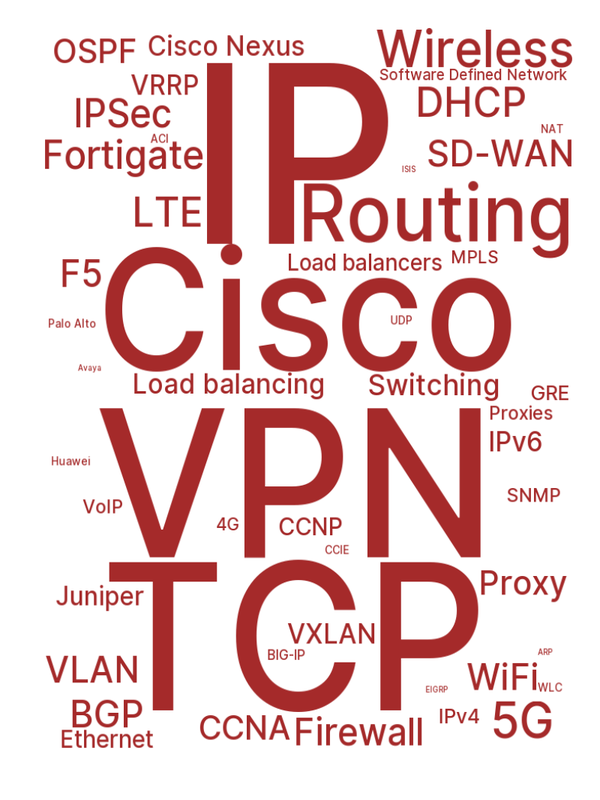 OSPF
Cisco Nexus
Wireless
Software Defined Network
VRRP
IP
DHCP
IPSec
NAT
ACI
Fortigate
SD-WAN
ISIS
LTE
Routing
F5
Load balancers
MPLS
Cisco
Palo Alto
UDP
Avaya
Load balancing
Switching
GRE
Proxies
IPv6
VPN
Huawei
SNMP
VoIP
4G
CCNP
CCIE
Juniper
Proxy
TCP
VXLAN
BIG-IP
ARP
VLAN
WiFi
WLC
EIGRP
BGP
IPv4
5G
CCNA
Firewall
Ethernet